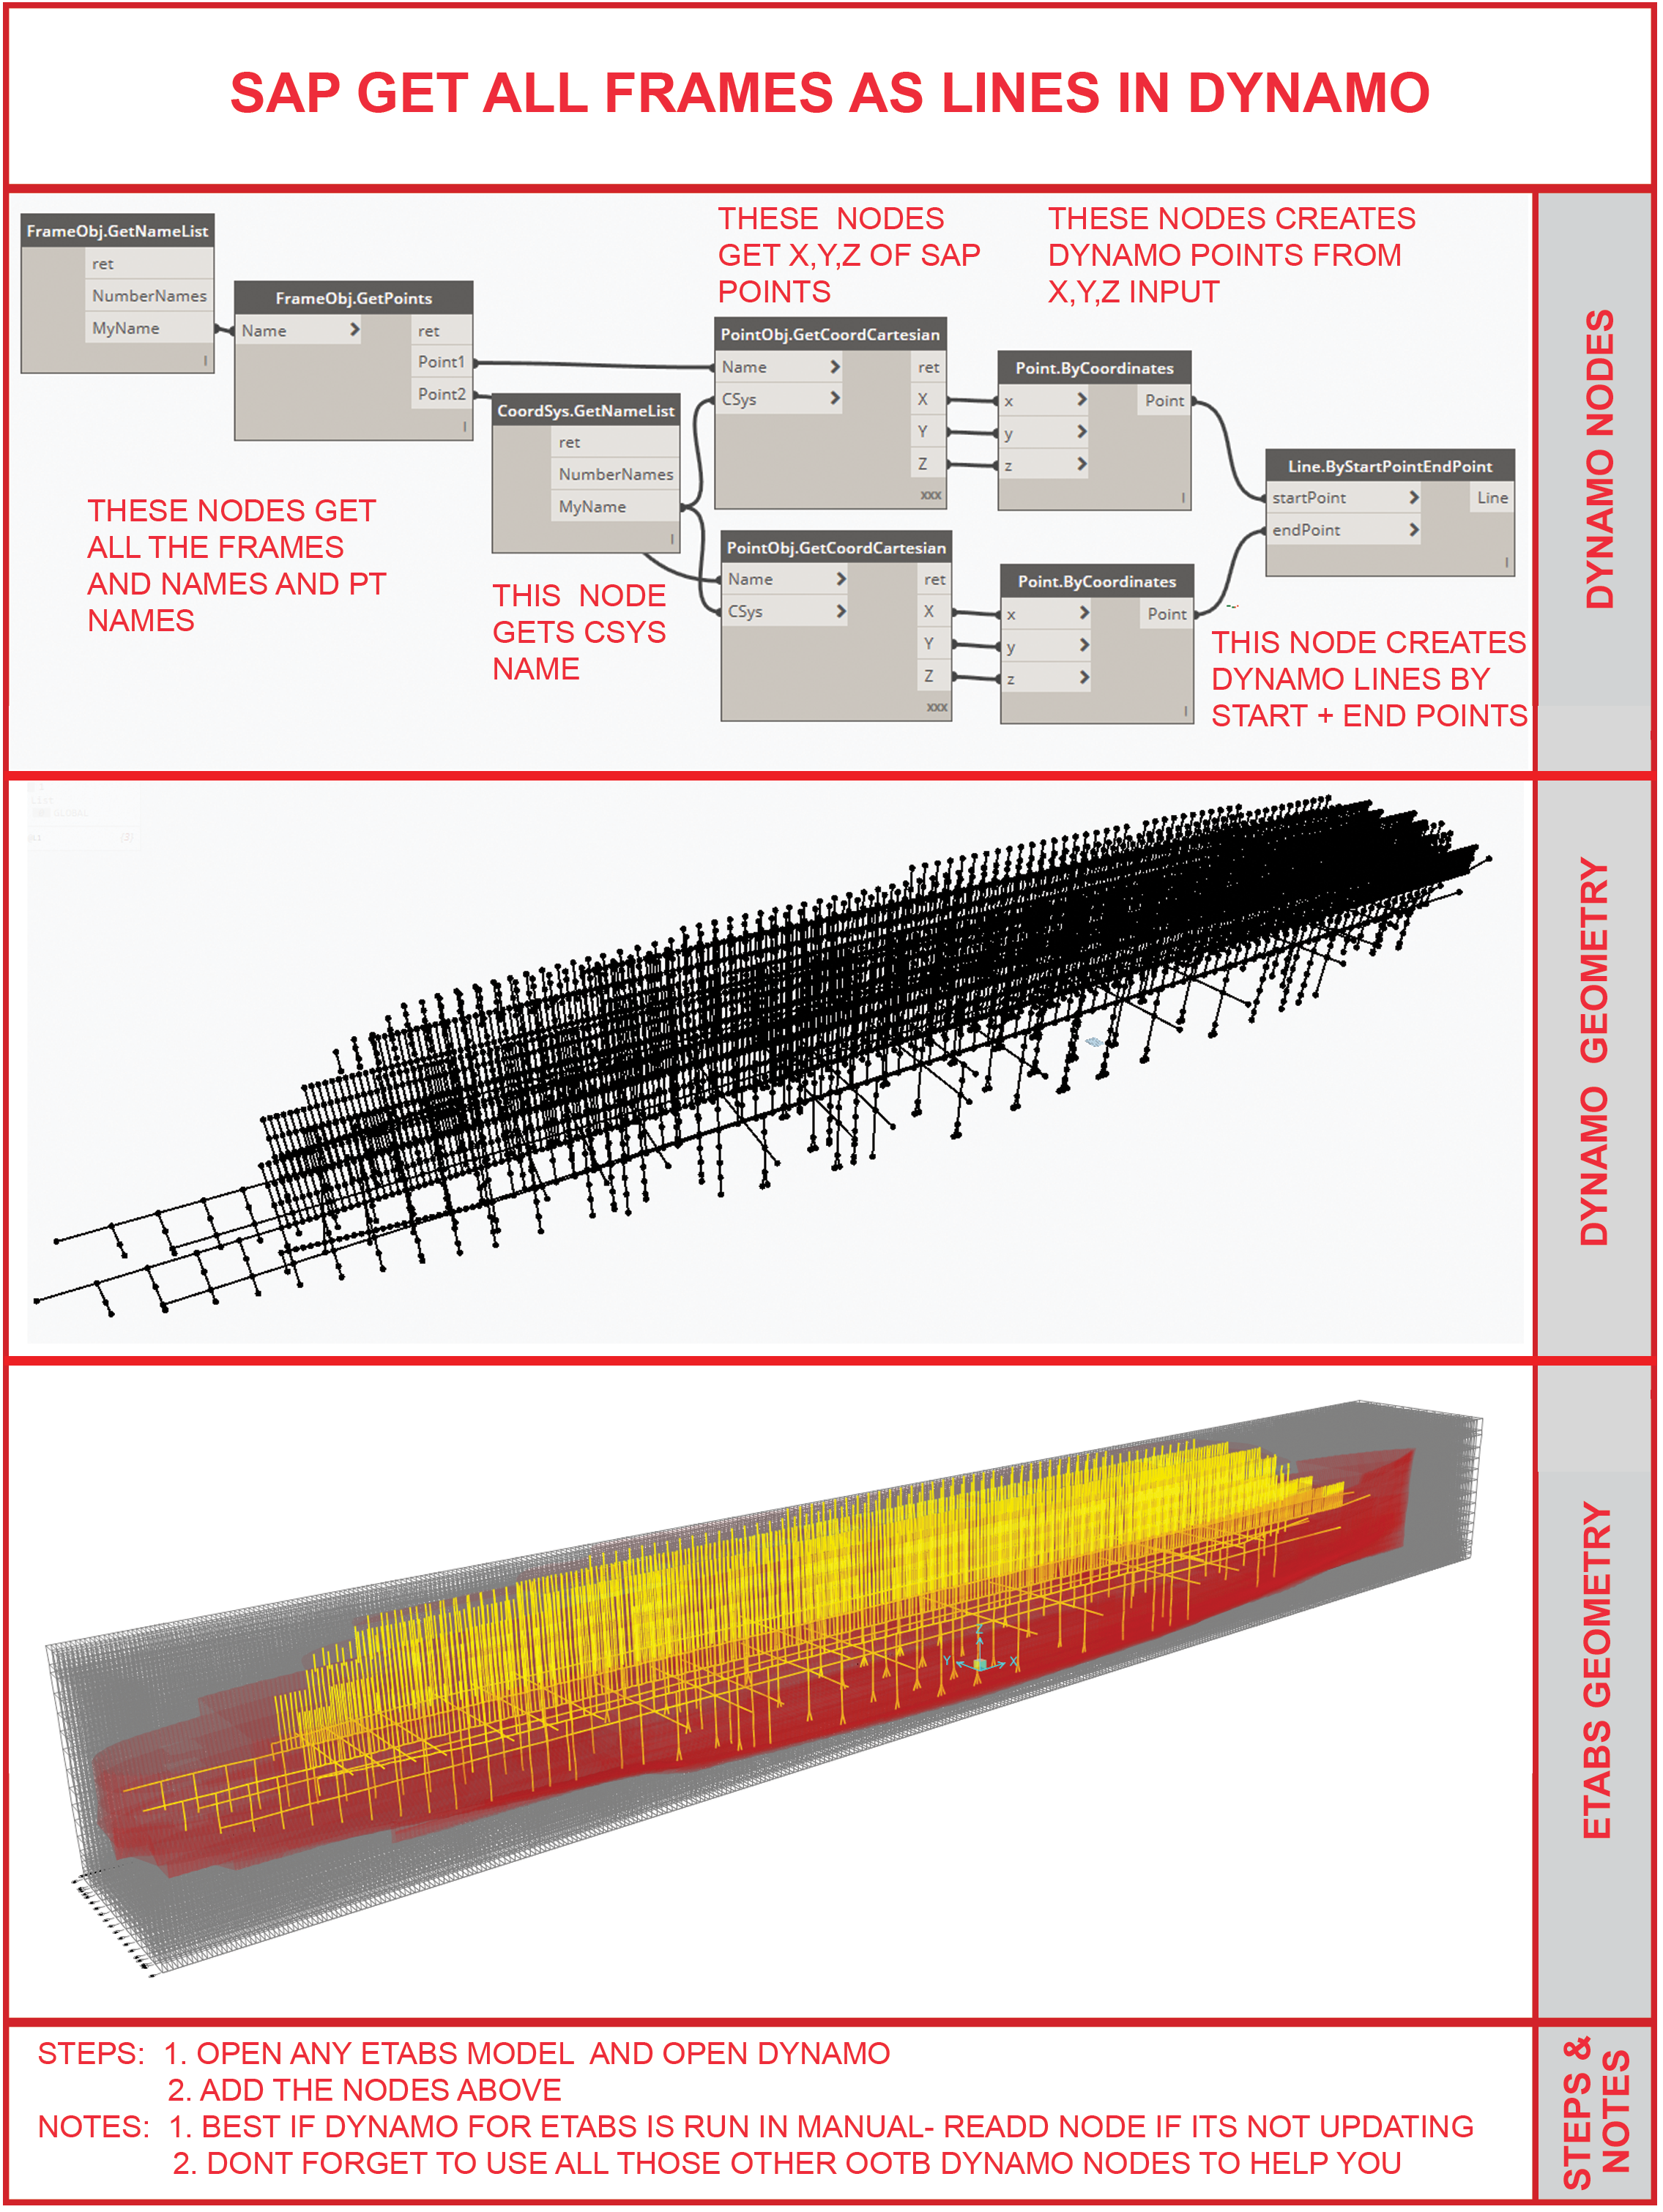 SAP GET ALL FRAMES AS LINES IN DYNAMO
FrameObj.GetNameList
ret
NumberNames
MyName
I
FrameObj.GetPoints
Name >
ret
Point1
Point2
I
THESE NODES GET
ALL THE FRAMES
AND NAMES AND PT
NAMES
CoordSys.GetNameList
ret
NumberNames
MyName
I
THIS NODE
GETS CSYS
NAME
THESE NODES
GET X,Y,Z OF SAP
POINTS
PointObj.GetCoordCartesian
Name > ret
CSys > X
Y
Z
xxx
PointObj.GetCoordCartesian
Name > ret
CSys > X
Y
Z
xxx
THESE NODES CREATES
DYNAMO POINTS FROM
X,Y,Z INPUT
Point.ByCoordinates
x > Point
y >
z >
I
Point.ByCoordinates
x > Point
y >
z >
I
Line.ByStartPointEndPoint
startPoint > Line
endPoint >
I
THIS NODE CREATES
DYNAMO LINES BY
START + END POINTS
DYNAMO NODES
DYNAMO GEOMETRY
Z
Y
X
ETABS GEOMETRY
STEPS: 1. OPEN ANY ETABS MODEL AND OPEN DYNAMO
2. ADD THE NODES ABOVE
NOTES: 1. BEST IF DYNAMO FOR ETABS IS RUN IN MANUAL- READD NODE IF ITS NOT UPDATING
2. DONT FORGET TO USE ALL THOSE OTHER OOTB DYNAMO NODES TO HELP YOU
STEPS &
NOTES